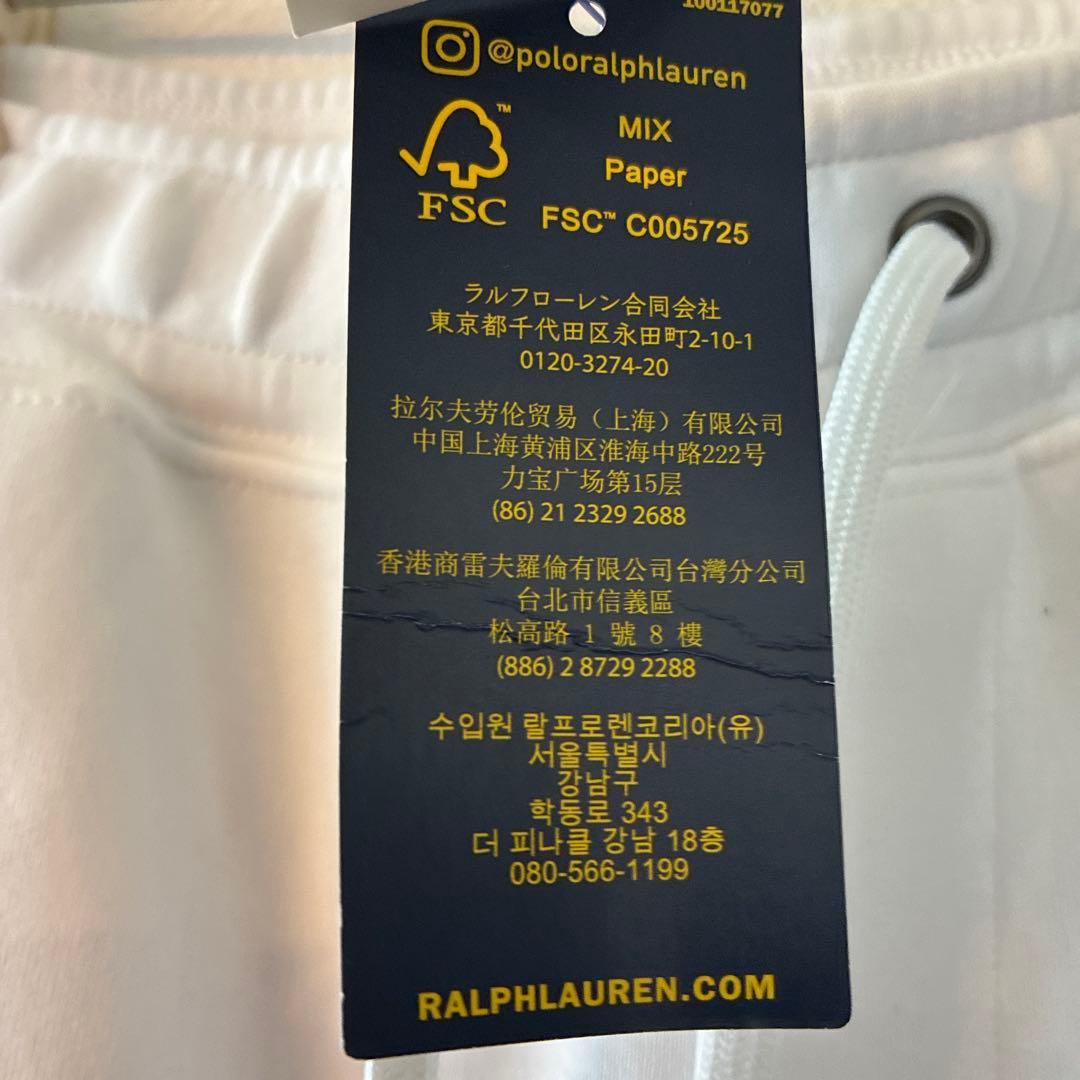 100117077
@poloralphlauren
FSC™
MIX
Paper
FSC™ C005725
ラルフローレン合同会社
東京都千代田区永田町2-10-1
0120-3274-20
拉尔夫劳伦贸易（上海）有限公司
中国上海黄浦区淮海中路222号
力宝广场第15层
(86) 21 2329 2688
香港商雷夫羅倫有限公司台灣分公司
台北市信義區
松高路 1 號 8 樓
(886) 2 8729 2288
수입원 랄프로렌코리아(유)
서울특별시
강남구
학동로 343
더 피나클 강남 18층
080-566-1199
RALPHLAUREN.COM